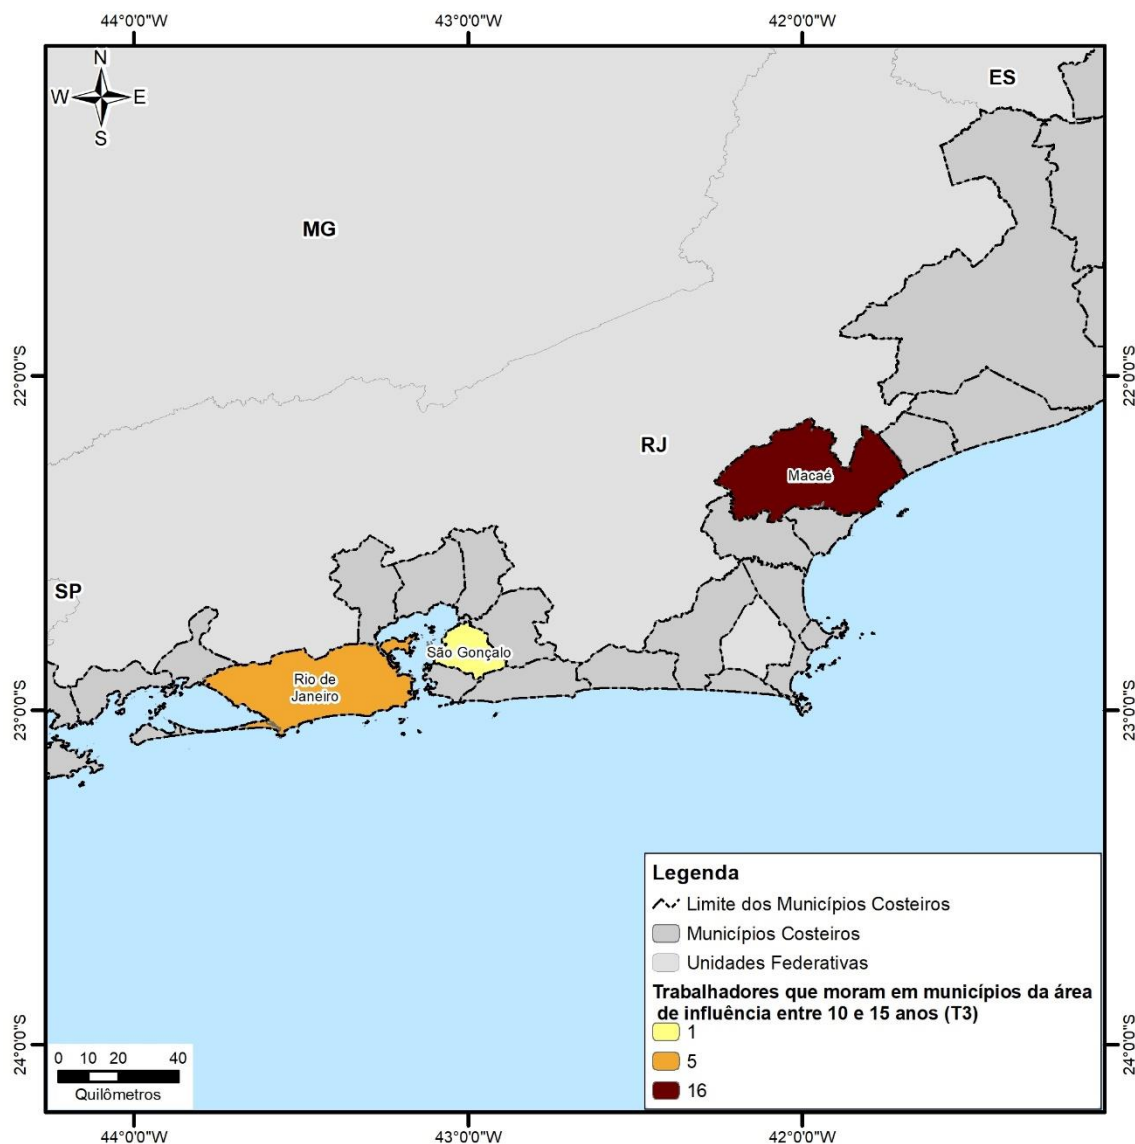 44°0'0"W 43°0'0"W 42°0'0"W
N
W E
S
ES
MG
22°0'0"S 22°0'0"S
RJ
Macaé
SP
São Gonçalo
Rio de
Janeiro
23°0'0"S 23°0'0"S
Legenda
Limite dos Municípios Costeiros
Municípios Costeiros
Unidades Federativas
Trabalhadores que moram em municípios da área
de influência entre 10 e 15 anos (T3)
1
5
16
24°0'0"S 24°0'0"S
0 10 20 40
Quilômetros
44°0'0"W 43°0'0"W 42°0'0"W